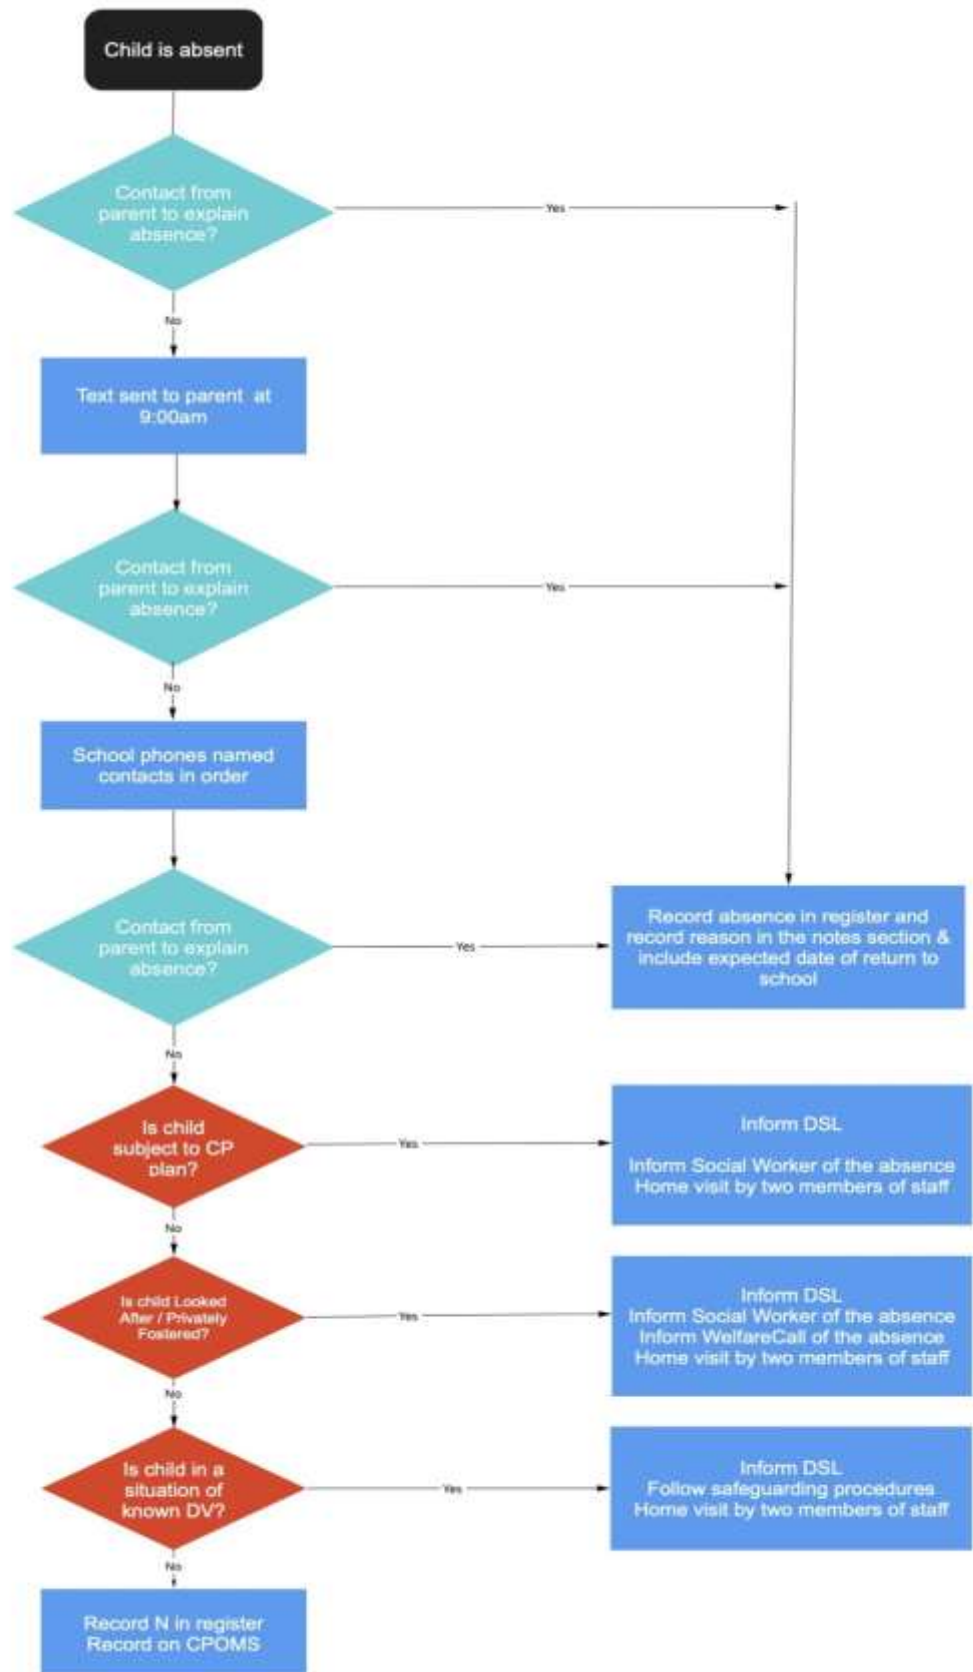 Child is absent
Contact from
parent to explain
absence?
Yes
No
Text sent to parent at
9:00am
Contact from
parent to explain
absence?
Yes
No
School phones named
contacts in order
Contact from
parent to explain
absence?
Yes
Record absence in register and
record reason in the notes section &
include expected date of return to
school
No
Is child
subject to CP
plan?
Yes
Inform DSL
Inform Social Worker of the absence
Home visit by two members of staff
No
Is child Looked
After / Privately
Fostered?
Yes
Inform DSL
Inform Social Worker of the absence
Inform WelfareCall of the absence
Home visit by two members of staff
No
Is child in a
situation of
known DV?
Yes
Inform DSL
Follow safeguarding procedures
Home visit by two members of staff
No
Record N in register
Record on CPOMS